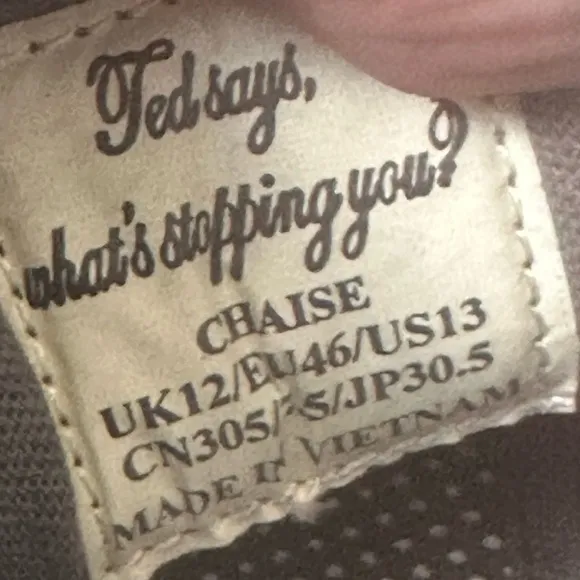 Ted says,
what's stopping you?
CHAISE
UK12/EU46/US13
CN305/ /JP30.5
MADE IN VIETNAM